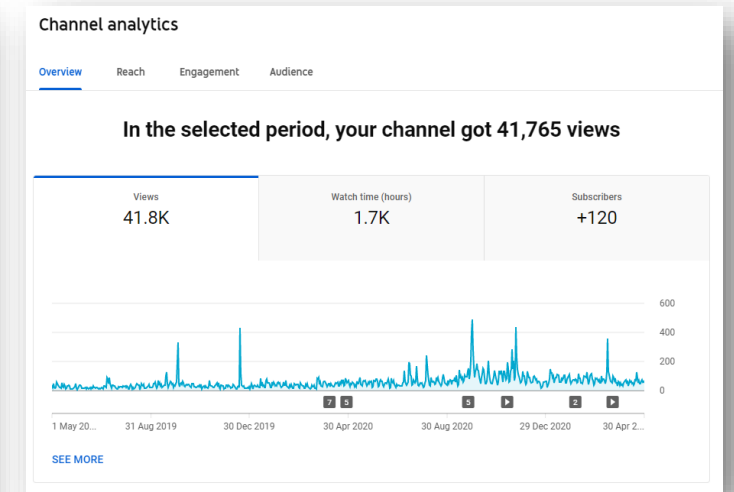 Channel analytics
Overview Reach Engagement Audience
In the selected period, your channel got 41,765 views
Views Watch time (hours) Subscribers
41.8K 1.7K +120
600
400
200
0
7 5 5 2
1 May 20... 31 Aug 2019 30 Dec 2019 30 Apr 2020 30 Aug 2020 29 Dec 2020 30 Apr 2...
SEE MORE